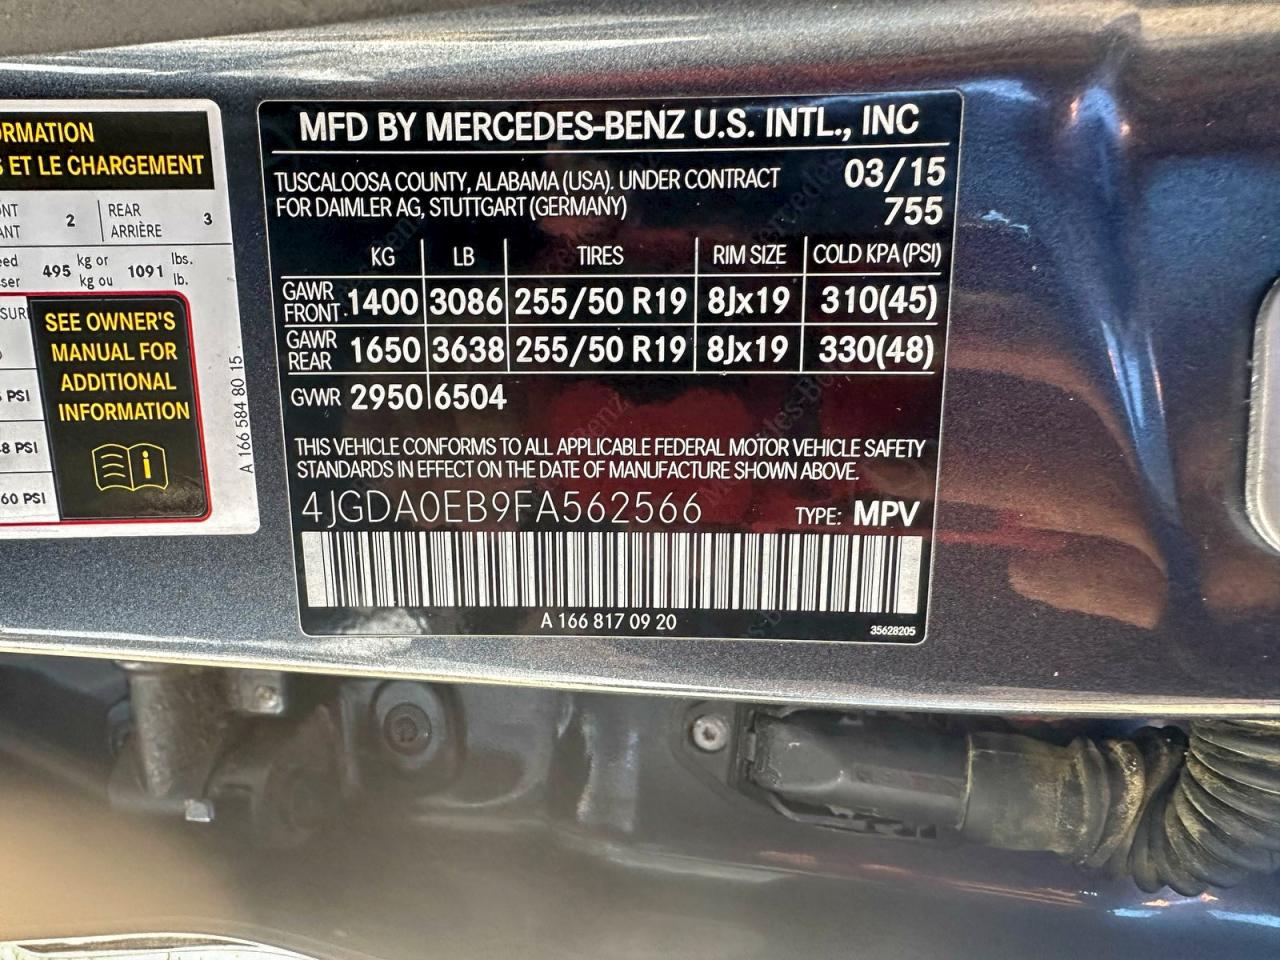 RMATION
ET LE CHARGEMENT
2
REAR
ARRIÈRE
3
495
kg or
kg ou
1091
lbs.
lb.
SEE OWNER'S
MANUAL FOR
ADDITIONAL
INFORMATION
i
PSI
8 PSI
60 PSI
A 166 584 80 15
MFD BY MERCEDES-BENZ U.S. INTL., INC
TUSCALOOSA COUNTY, ALABAMA (USA). UNDER CONTRACT
FOR DAIMLER AG, STUTTGART (GERMANY)
03/15
755
KG LB TIRES RIM SIZE COLD KPA (PSI)
GAWR
FRONT 1400 3086 255/50 R19 8Jx19 310(45)
GAWR
REAR 1650 3638 255/50 R19 8Jx19 330(48)
GVWR 2950 6504
THIS VEHICLE CONFORMS TO ALL APPLICABLE FEDERAL MOTOR VEHICLE SAFETY
STANDARDS IN EFFECT ON THE DATE OF MANUFACTURE SHOWN ABOVE.
4JGDA0EB9FA562566 TYPE: MPV
A 166 817 09 20
35628205